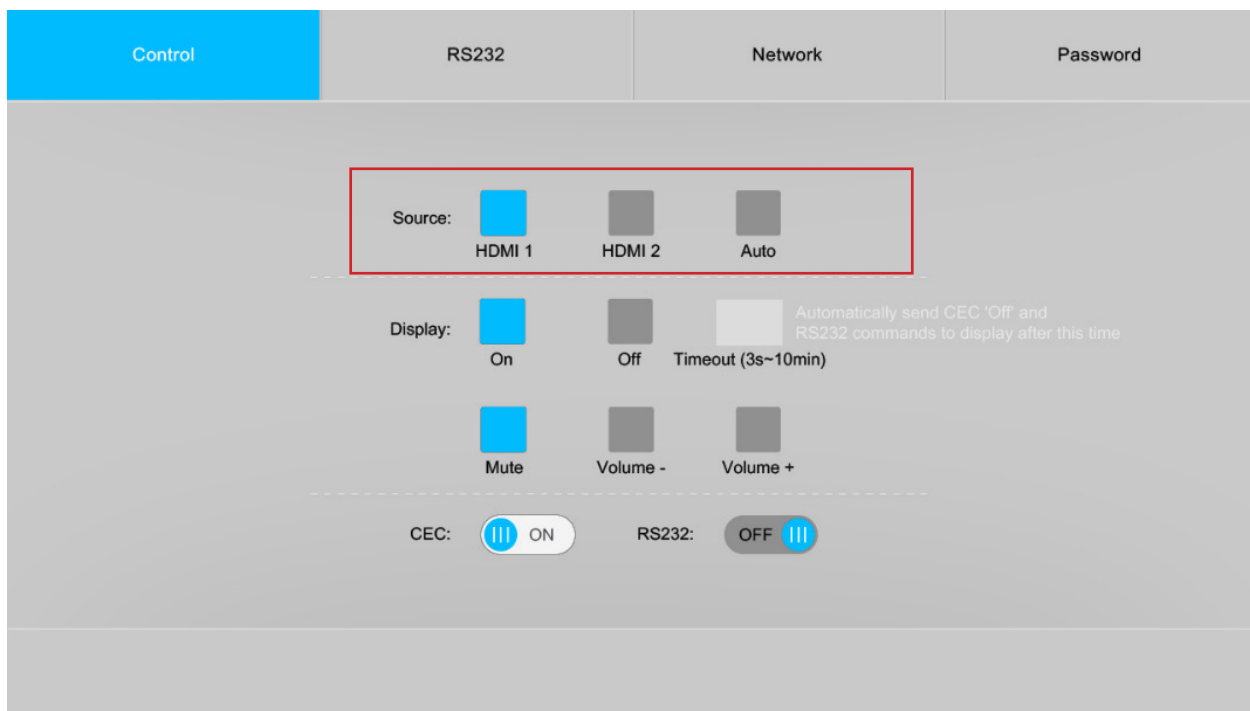 Control RS232 Network Password
Source:
HDMI 1 HDMI 2 Auto
Display:
Automatically send CEC 'Off' and
RS232 commands to display after this time
On Off Timeout (3s~10min)
Mute Volume - Volume +
CEC: ON RS232: OFF